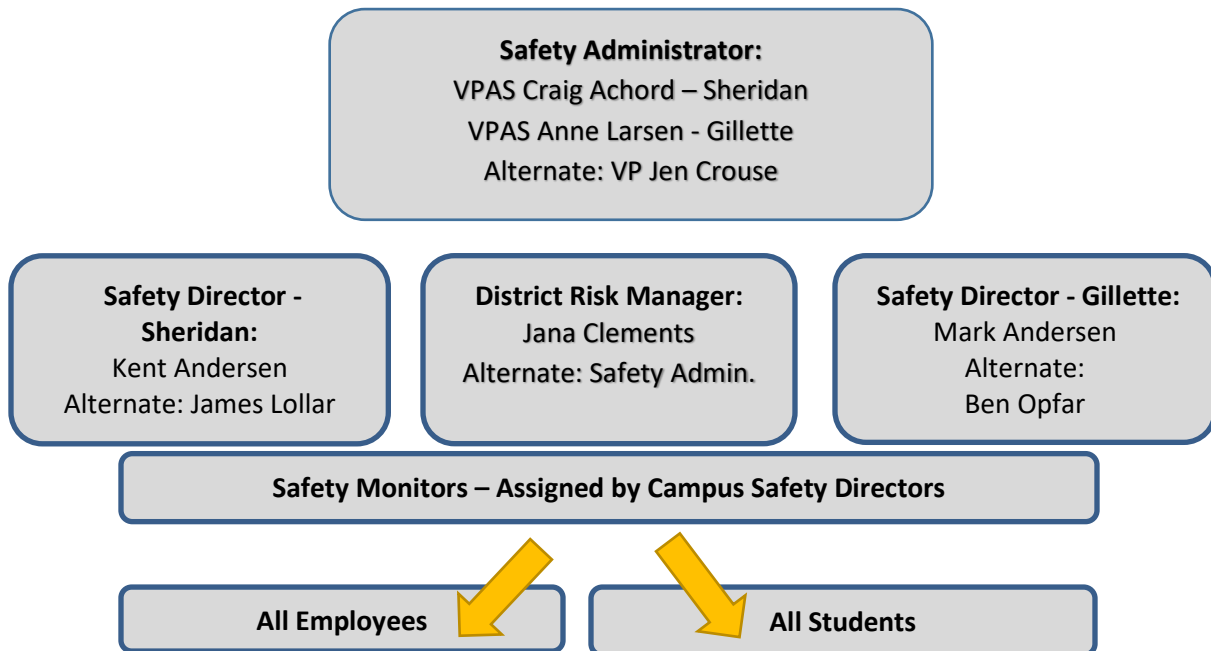 Safety Administrator:
VPAS Craig Achord – Sheridan
VPAS Anne Larsen - Gillette
Alternate: VP Jen Crouse
Safety Director -
Sheridan:
Kent Andersen
Alternate: James Lollar
District Risk Manager:
Jana Clements
Alternate: Safety Admin.
Safety Director - Gillette:
Mark Andersen
Alternate:
Ben Opfar
Safety Monitors – Assigned by Campus Safety Directors
All Employees
All Students